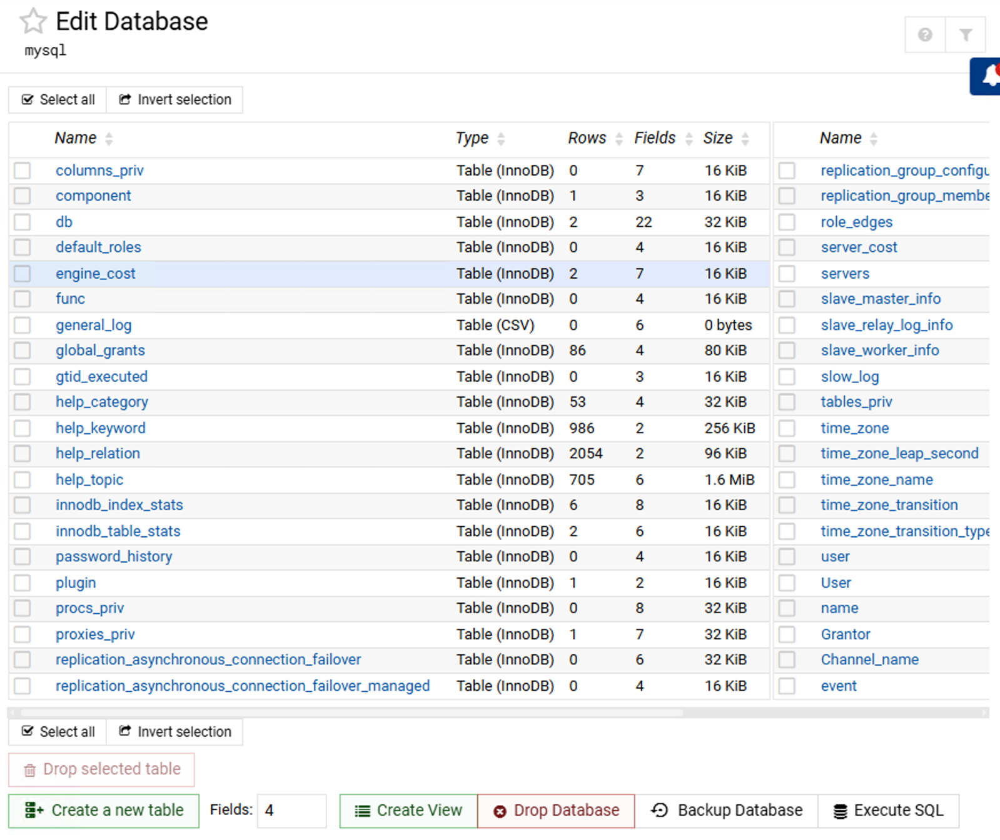 Edit Database
mysql
Select all Invert selection
Name Type Rows Fields Size Name
columns_priv Table (InnoDB) 0 7 16 KiB replication_group_configu
component Table (InnoDB) 1 3 16 KiB replication_group_membe
db Table (InnoDB) 2 22 32 KiB role_edges
default_roles Table (InnoDB) 0 4 16 KiB server_cost
engine_cost Table (InnoDB) 2 7 16 KiB servers
func Table (InnoDB) 0 4 16 KiB slave_master_info
general_log Table (CSV) 0 6 0 bytes slave_relay_log_info
global_grants Table (InnoDB) 86 4 80 KiB slave_worker_info
gtid_executed Table (InnoDB) 0 3 16 KiB slow_log
help_category Table (InnoDB) 53 4 32 KiB tables_priv
help_keyword Table (InnoDB) 986 2 256 KiB time_zone
help_relation Table (InnoDB) 2054 2 96 KiB time_zone_leap_second
help_topic Table (InnoDB) 705 6 1.6 MiB time_zone_name
innodb_index_stats Table (InnoDB) 6 8 16 KiB time_zone_transition
innodb_table_stats Table (InnoDB) 2 6 16 KiB time_zone_transition_type
password_history Table (InnoDB) 0 4 16 KiB user
plugin Table (InnoDB) 1 2 16 KiB User
procs_priv Table (InnoDB) 0 8 32 KiB name
proxies_priv Table (InnoDB) 1 7 32 KiB Grantor
replication_asynchronous_connection_failover Table (InnoDB) 0 6 32 KiB Channel_name
replication_asynchronous_connection_failover_managed Table (InnoDB) 0 4 16 KiB event
Select all Invert selection
Drop selected table
Create a new table Fields: 4 Create View Drop Database Backup Database Execute SQL